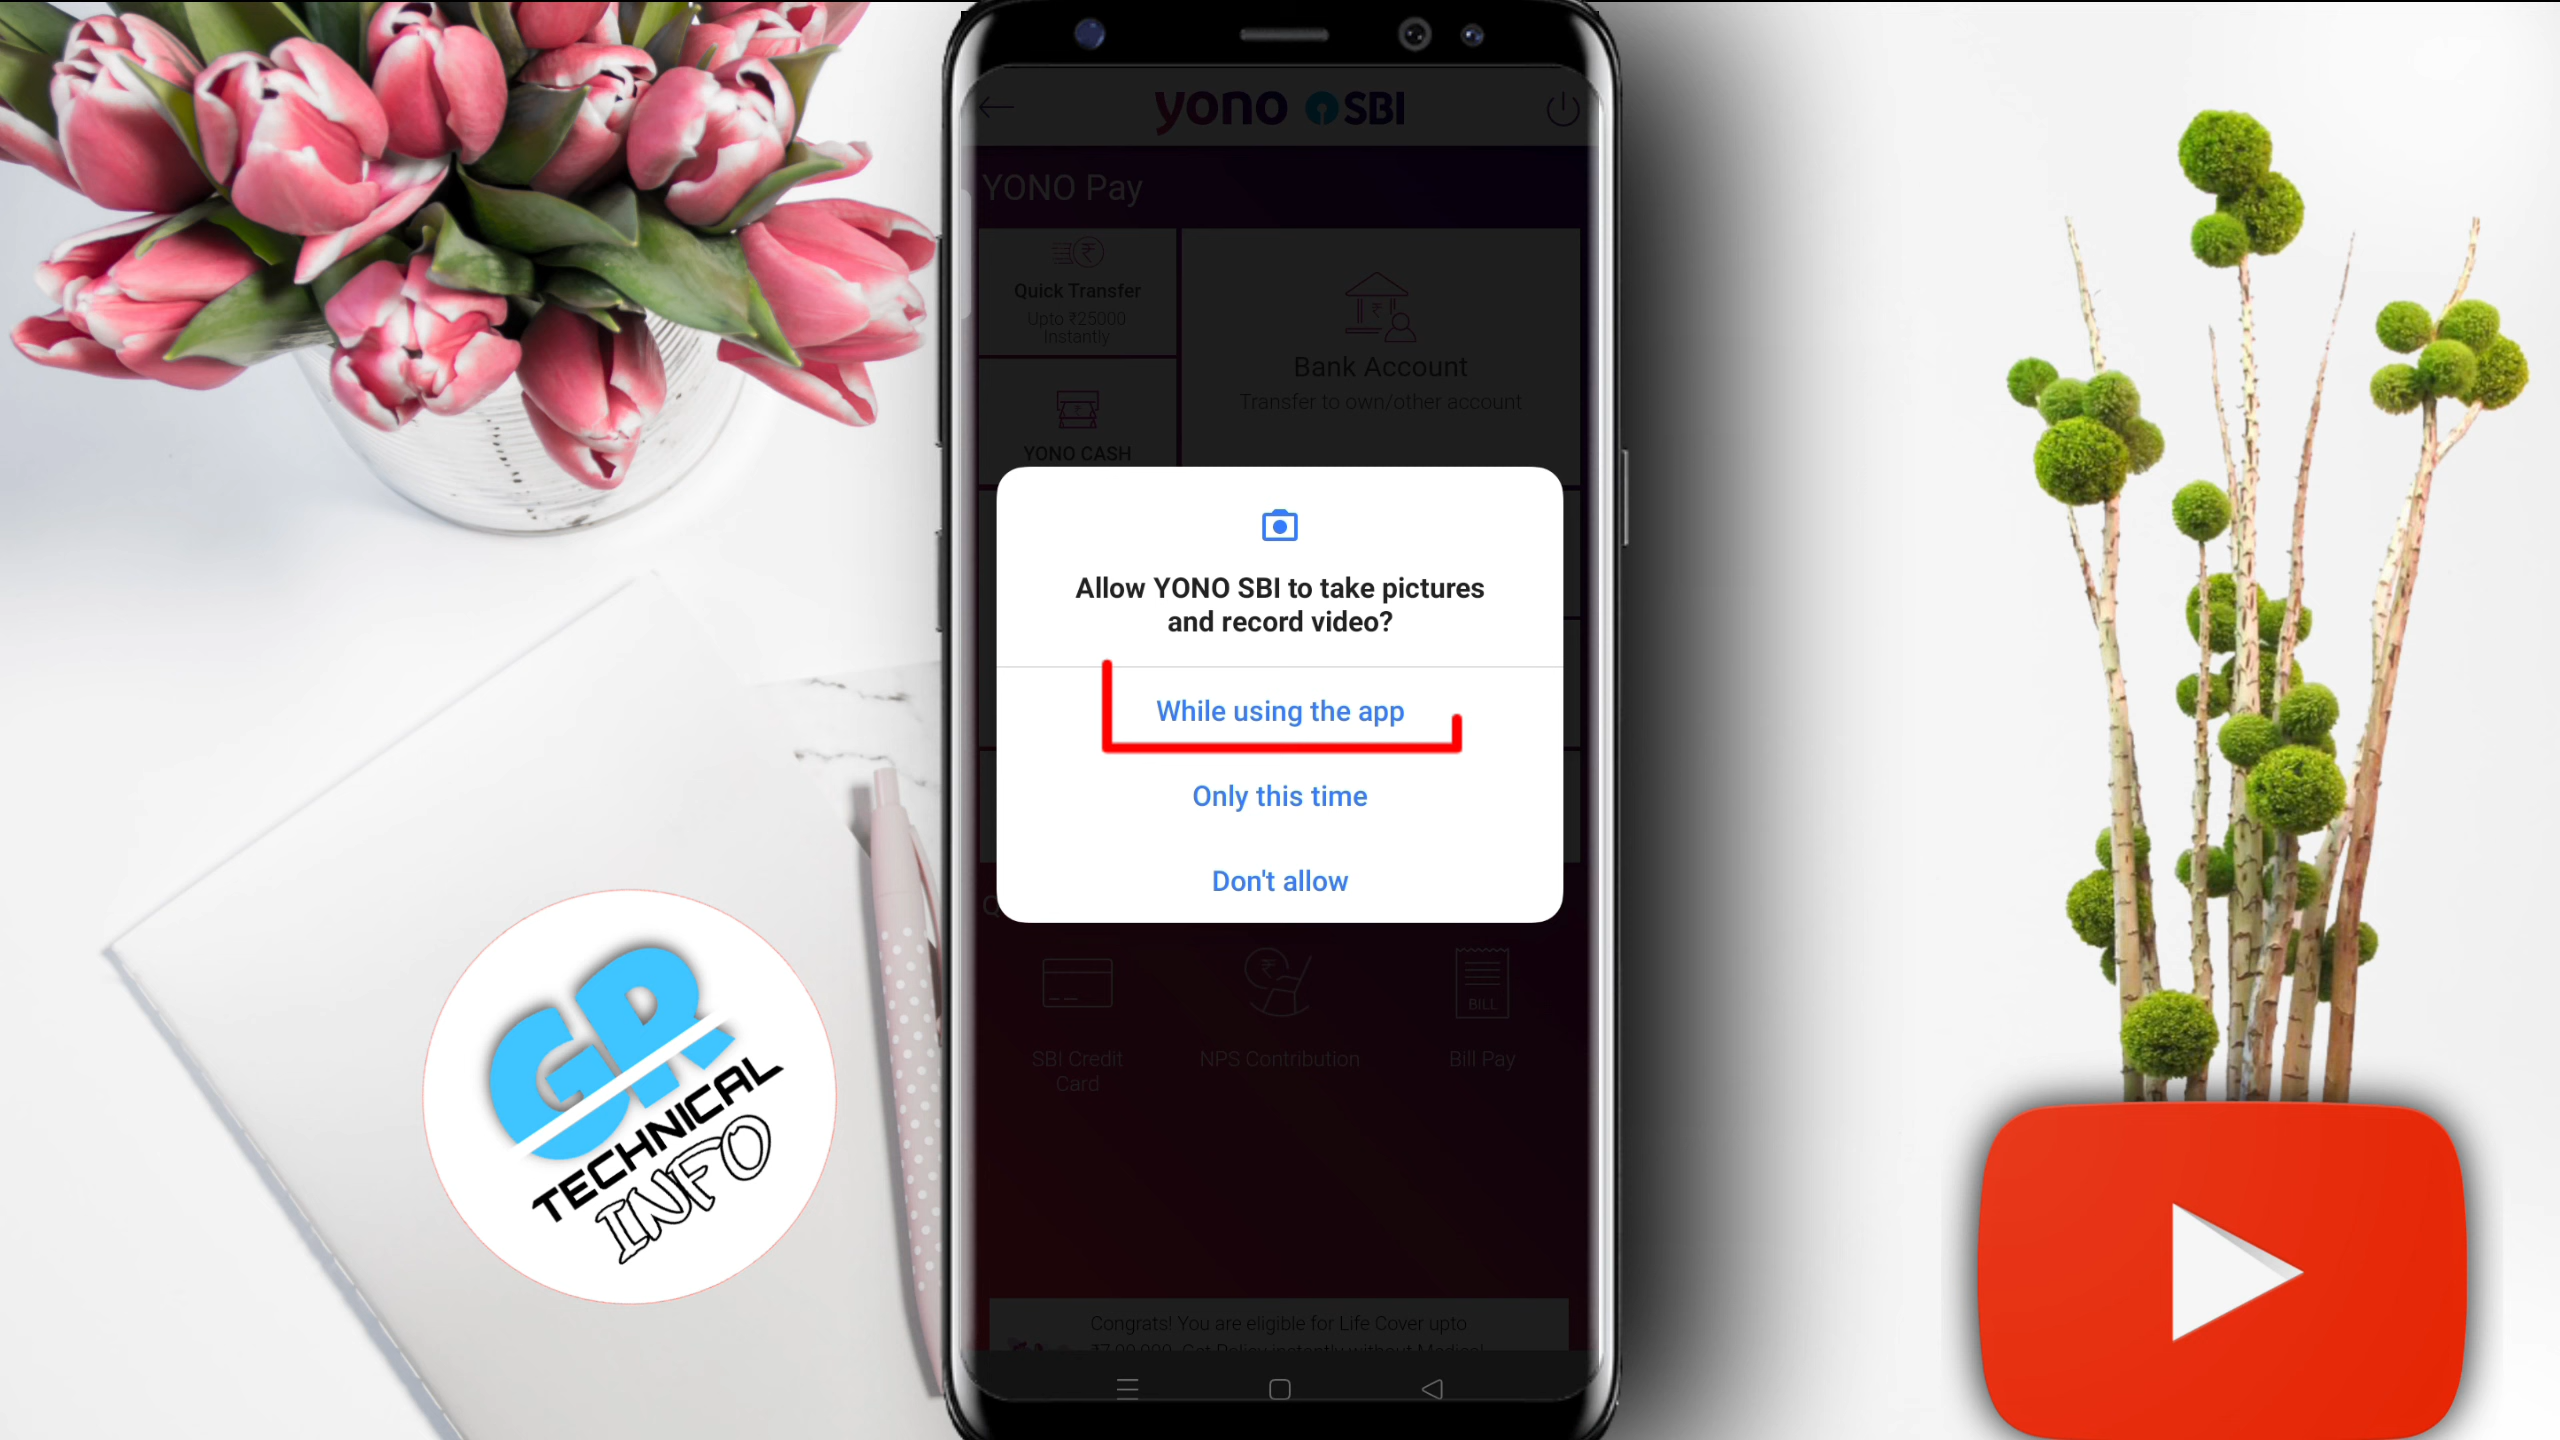 yono SBI
YONO Pay
Quick Transfer
Upto ₹25000
Instantly
Bank Account
Transfer to own/other account
YONO CASH
Allow YONO SBI to take pictures
and record video?
While using the app
Only this time
Don't allow
BILL
SBI Credit
Card
NPS Contribution
Bill Pay
Congrats! You are eligible for Life Cover upto
GR
TECHNICAL
INFO